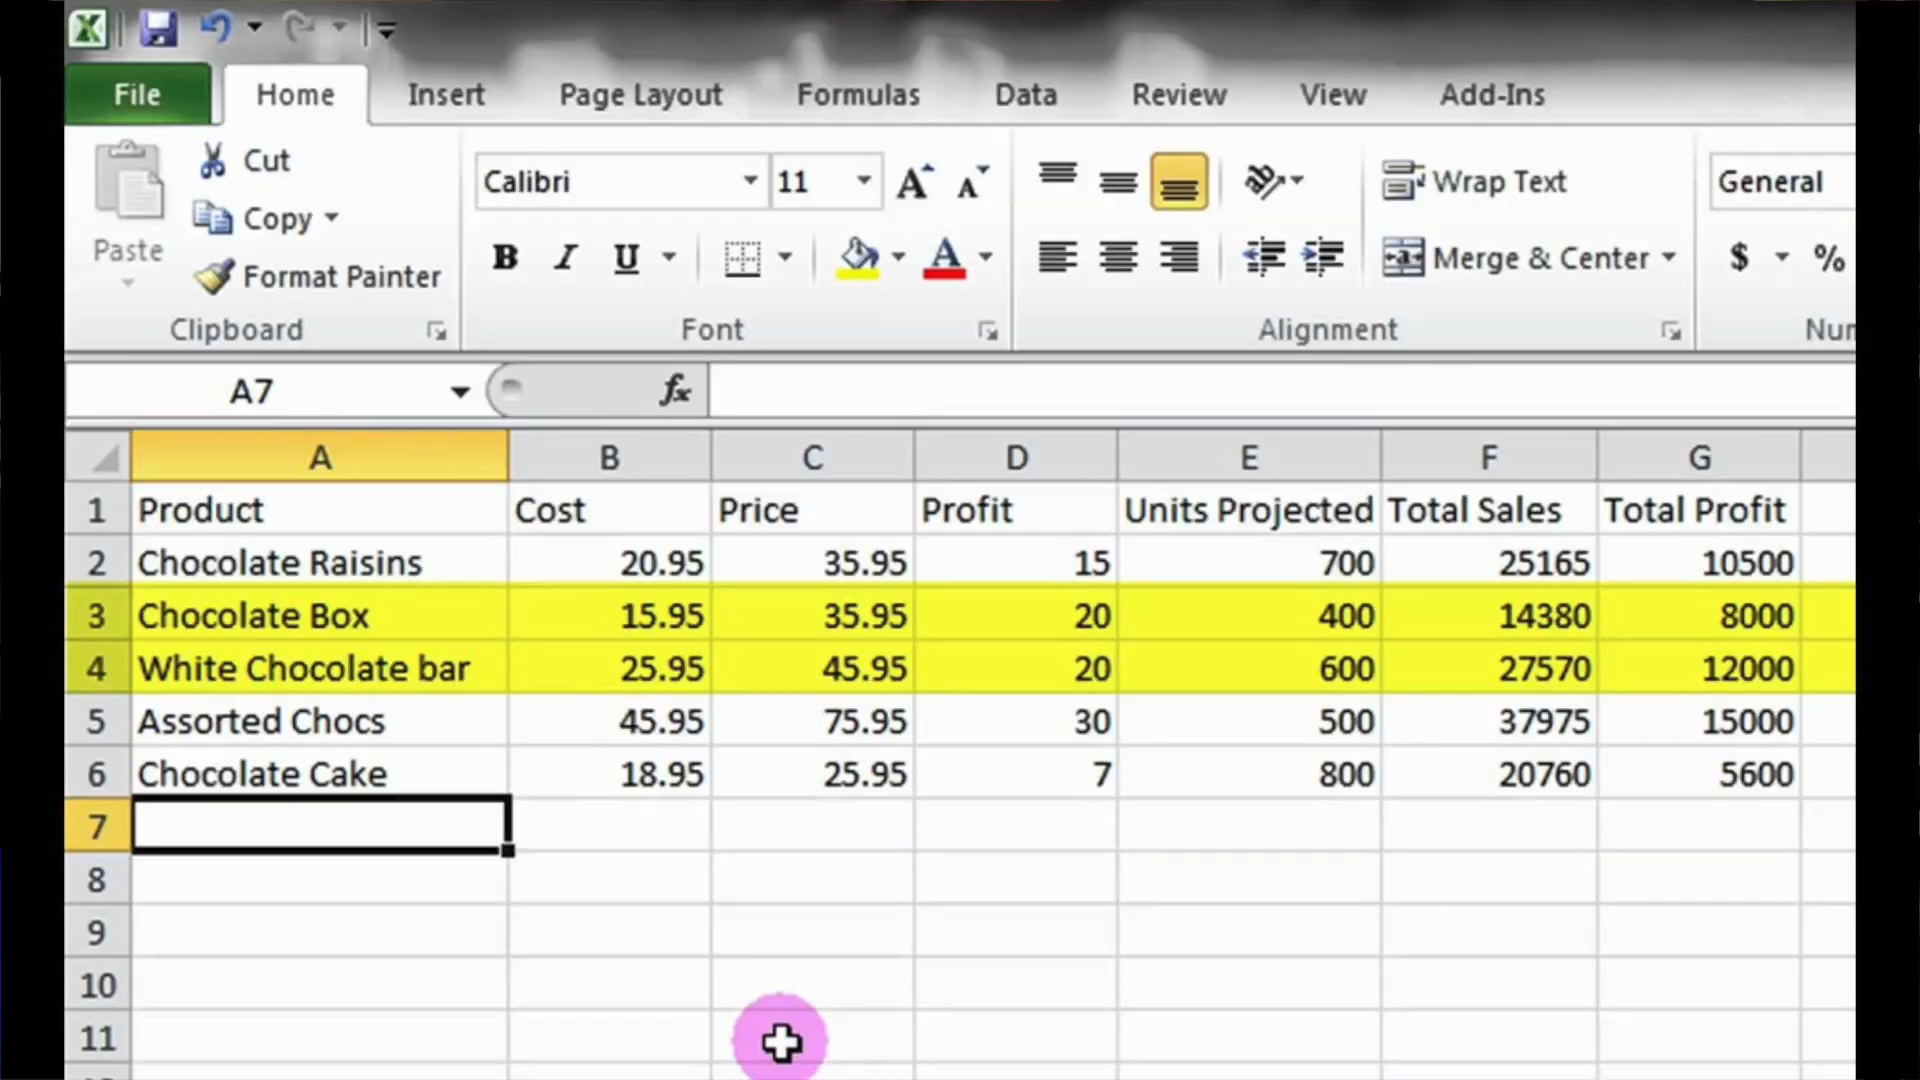 File Home Insert Page Layout Formulas Data Review View Add-Ins
Cut
Calibri 11 Wrap Text General
Copy
Paste B I U A Merge & Center $ %
Format Painter
Clipboard Font Alignment
A7 fx
A B C D E F G
1 Product Cost Price Profit Units Projected Total Sales Total Profit
2 Chocolate Raisins 20.95 35.95 15 700 25165 10500
3 Chocolate Box 15.95 35.95 20 400 14380 8000
4 White Chocolate bar 25.95 45.95 20 600 27570 12000
5 Assorted Chocs 45.95 75.95 30 500 37975 15000
6 Chocolate Cake 18.95 25.95 7 800 20760 5600
7
8
9
10
11